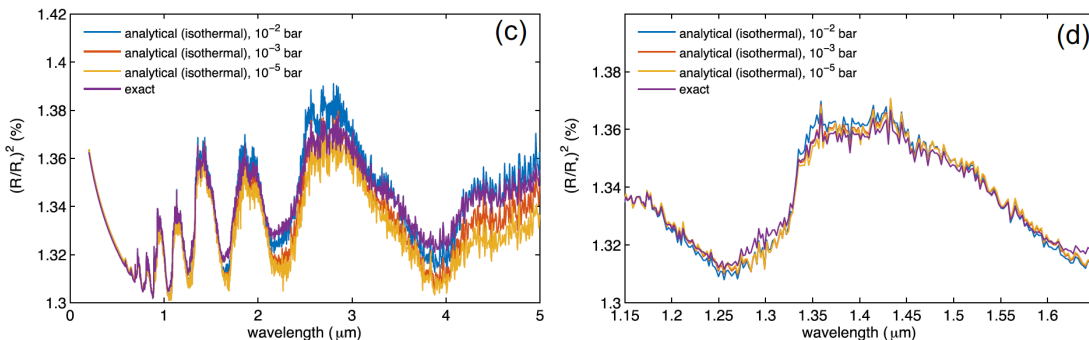 (c)
analytical (isothermal), 10⁻² bar
analytical (isothermal), 10⁻³ bar
analytical (isothermal), 10⁻⁵ bar
exact
1.42
1.4
1.38
1.36
1.34
1.32
1.3
(R/R⋆)² (%)
0 1 2 3 4 5
wavelength (μm)
(d)
analytical (isothermal), 10⁻² bar
analytical (isothermal), 10⁻³ bar
analytical (isothermal), 10⁻⁵ bar
exact
1.38
1.36
1.34
1.32
1.3
(R/R⋆)² (%)
1.15 1.2 1.25 1.3 1.35 1.4 1.45 1.5 1.55 1.6
wavelength (μm)